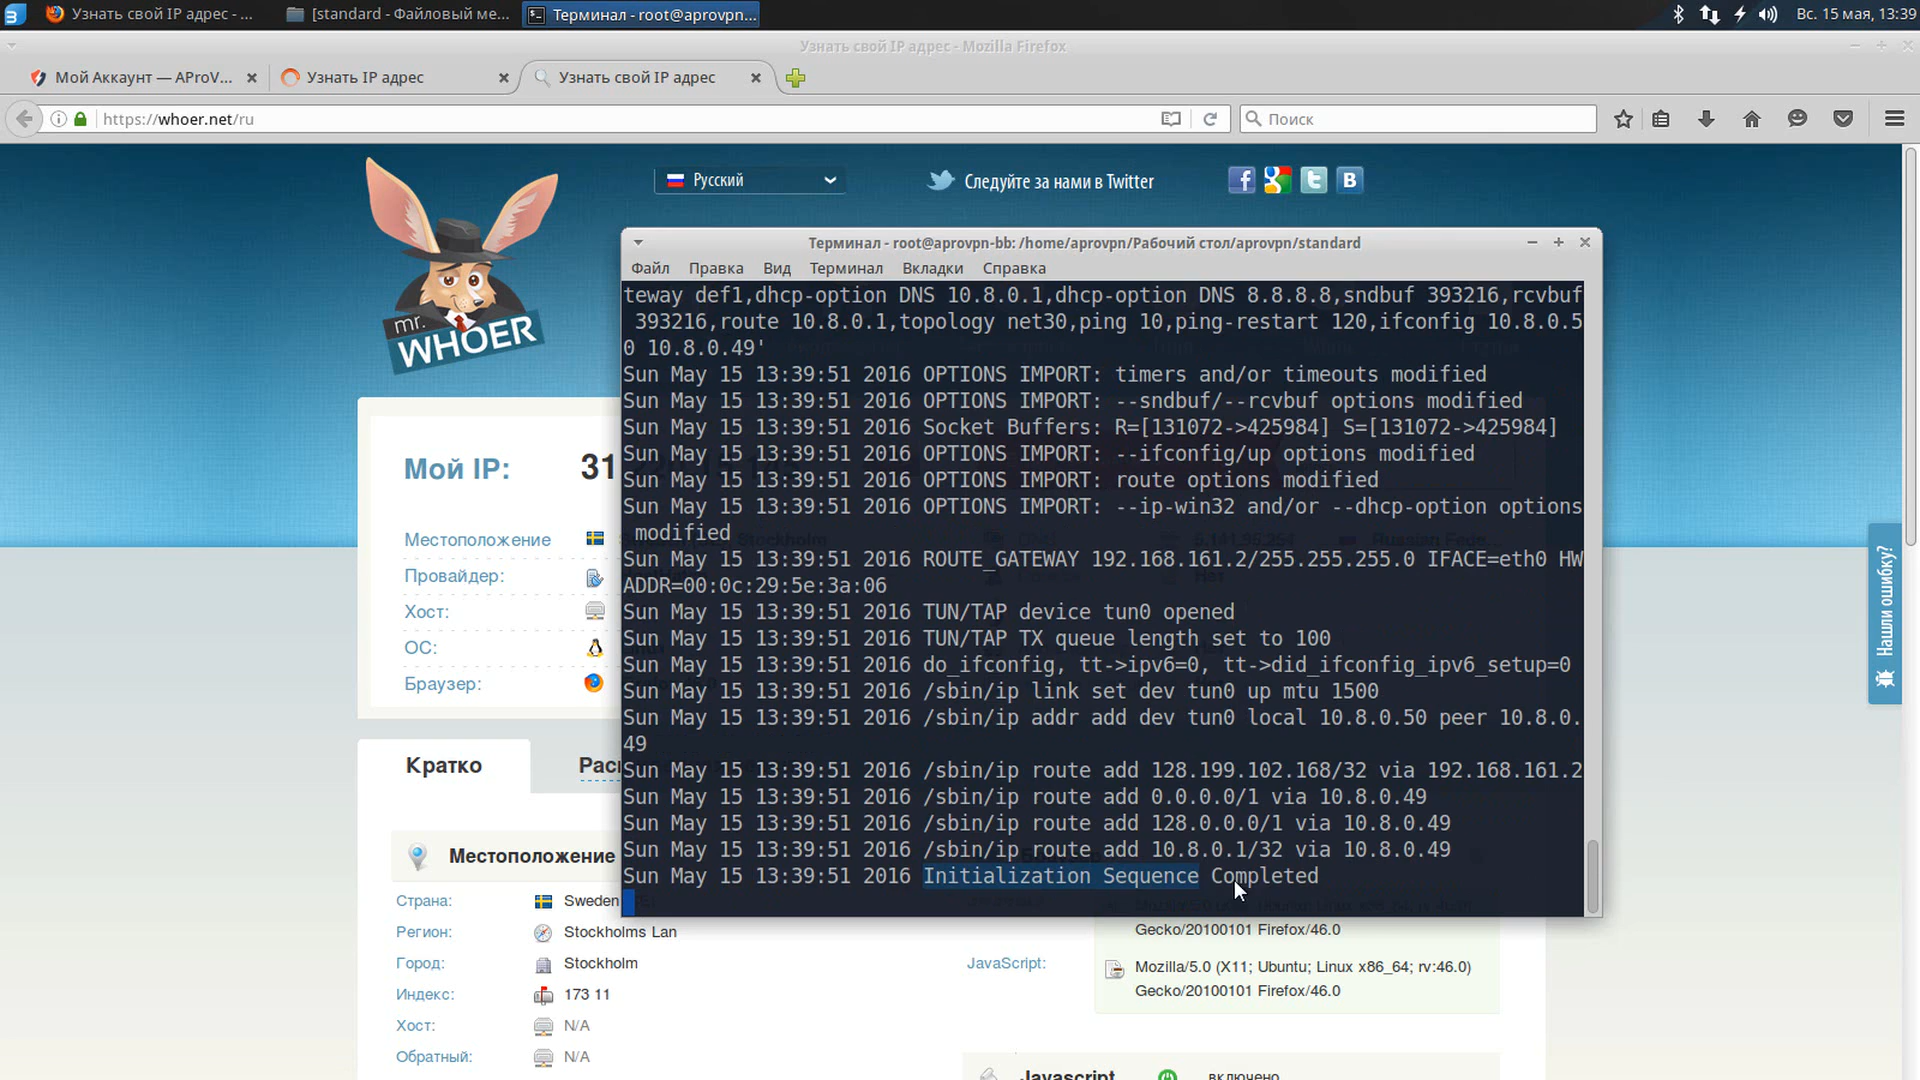 Узнать свой IP адрес - ...
[standard - Файловый ме...
Терминал - root@aprovpn...
Вс. 15 мая, 13:39
Узнать свой IP адрес - Mozilla Firefox
Мой Аккаунт — AProV...
Узнать IP адрес
Узнать свой IP адрес
https://whoer.net/ru
Поиск
Русский
Следуйте за нами в Twitter
mr.
WHOER
Терминал - root@aprovpn-bb: /home/aprovpn/Рабочий стол/aprovpn/standard
Файл Правка Вид Терминал Вкладки Справка
teway def1,dhcp-option DNS 10.8.0.1,dhcp-option DNS 8.8.8.8,sndbuf 393216,rcvbuf
393216,route 10.8.0.1,topology net30,ping 10,ping-restart 120,ifconfig 10.8.0.5
0 10.8.0.49'
Sun May 15 13:39:51 2016 OPTIONS IMPORT: timers and/or timeouts modified
Sun May 15 13:39:51 2016 OPTIONS IMPORT: --sndbuf/--rcvbuf options modified
Sun May 15 13:39:51 2016 Socket Buffers: R=[131072->425984] S=[131072->425984]
Sun May 15 13:39:51 2016 OPTIONS IMPORT: --ifconfig/up options modified
Sun May 15 13:39:51 2016 OPTIONS IMPORT: route options modified
Sun May 15 13:39:51 2016 OPTIONS IMPORT: --ip-win32 and/or --dhcp-option options
modified
Sun May 15 13:39:51 2016 ROUTE_GATEWAY 192.168.161.2/255.255.255.0 IFACE=eth0 HW
ADDR=00:0c:29:5e:3a:06
Sun May 15 13:39:51 2016 TUN/TAP device tun0 opened
Sun May 15 13:39:51 2016 TUN/TAP TX queue length set to 100
Sun May 15 13:39:51 2016 do_ifconfig, tt->ipv6=0, tt->did_ifconfig_ipv6_setup=0
Sun May 15 13:39:51 2016 /sbin/ip link set dev tun0 up mtu 1500
Sun May 15 13:39:51 2016 /sbin/ip addr add dev tun0 local 10.8.0.50 peer 10.8.0.
49
Sun May 15 13:39:51 2016 /sbin/ip route add 128.199.102.168/32 via 192.168.161.2
Sun May 15 13:39:51 2016 /sbin/ip route add 0.0.0.0/1 via 10.8.0.49
Sun May 15 13:39:51 2016 /sbin/ip route add 128.0.0.0/1 via 10.8.0.49
Sun May 15 13:39:51 2016 /sbin/ip route add 10.8.0.1/32 via 10.8.0.49
Sun May 15 13:39:51 2016 Initialization Sequence Completed
Мой IP: 31
Местоположение
Провайдер:
Хост:
ОС:
Браузер:
Кратко
Рас
Местоположение
Страна: Sweden
Регион: Stockholms Lan
Город: Stockholm
Индекс: 173 11
Хост: N/A
Обратный: N/A
Gecko/20100101 Firefox/46.0
JavaScript: Mozilla/5.0 (X11; Ubuntu; Linux x86_64; rv:46.0)
Gecko/20100101 Firefox/46.0
Javascript включено
Нашли ошибку?